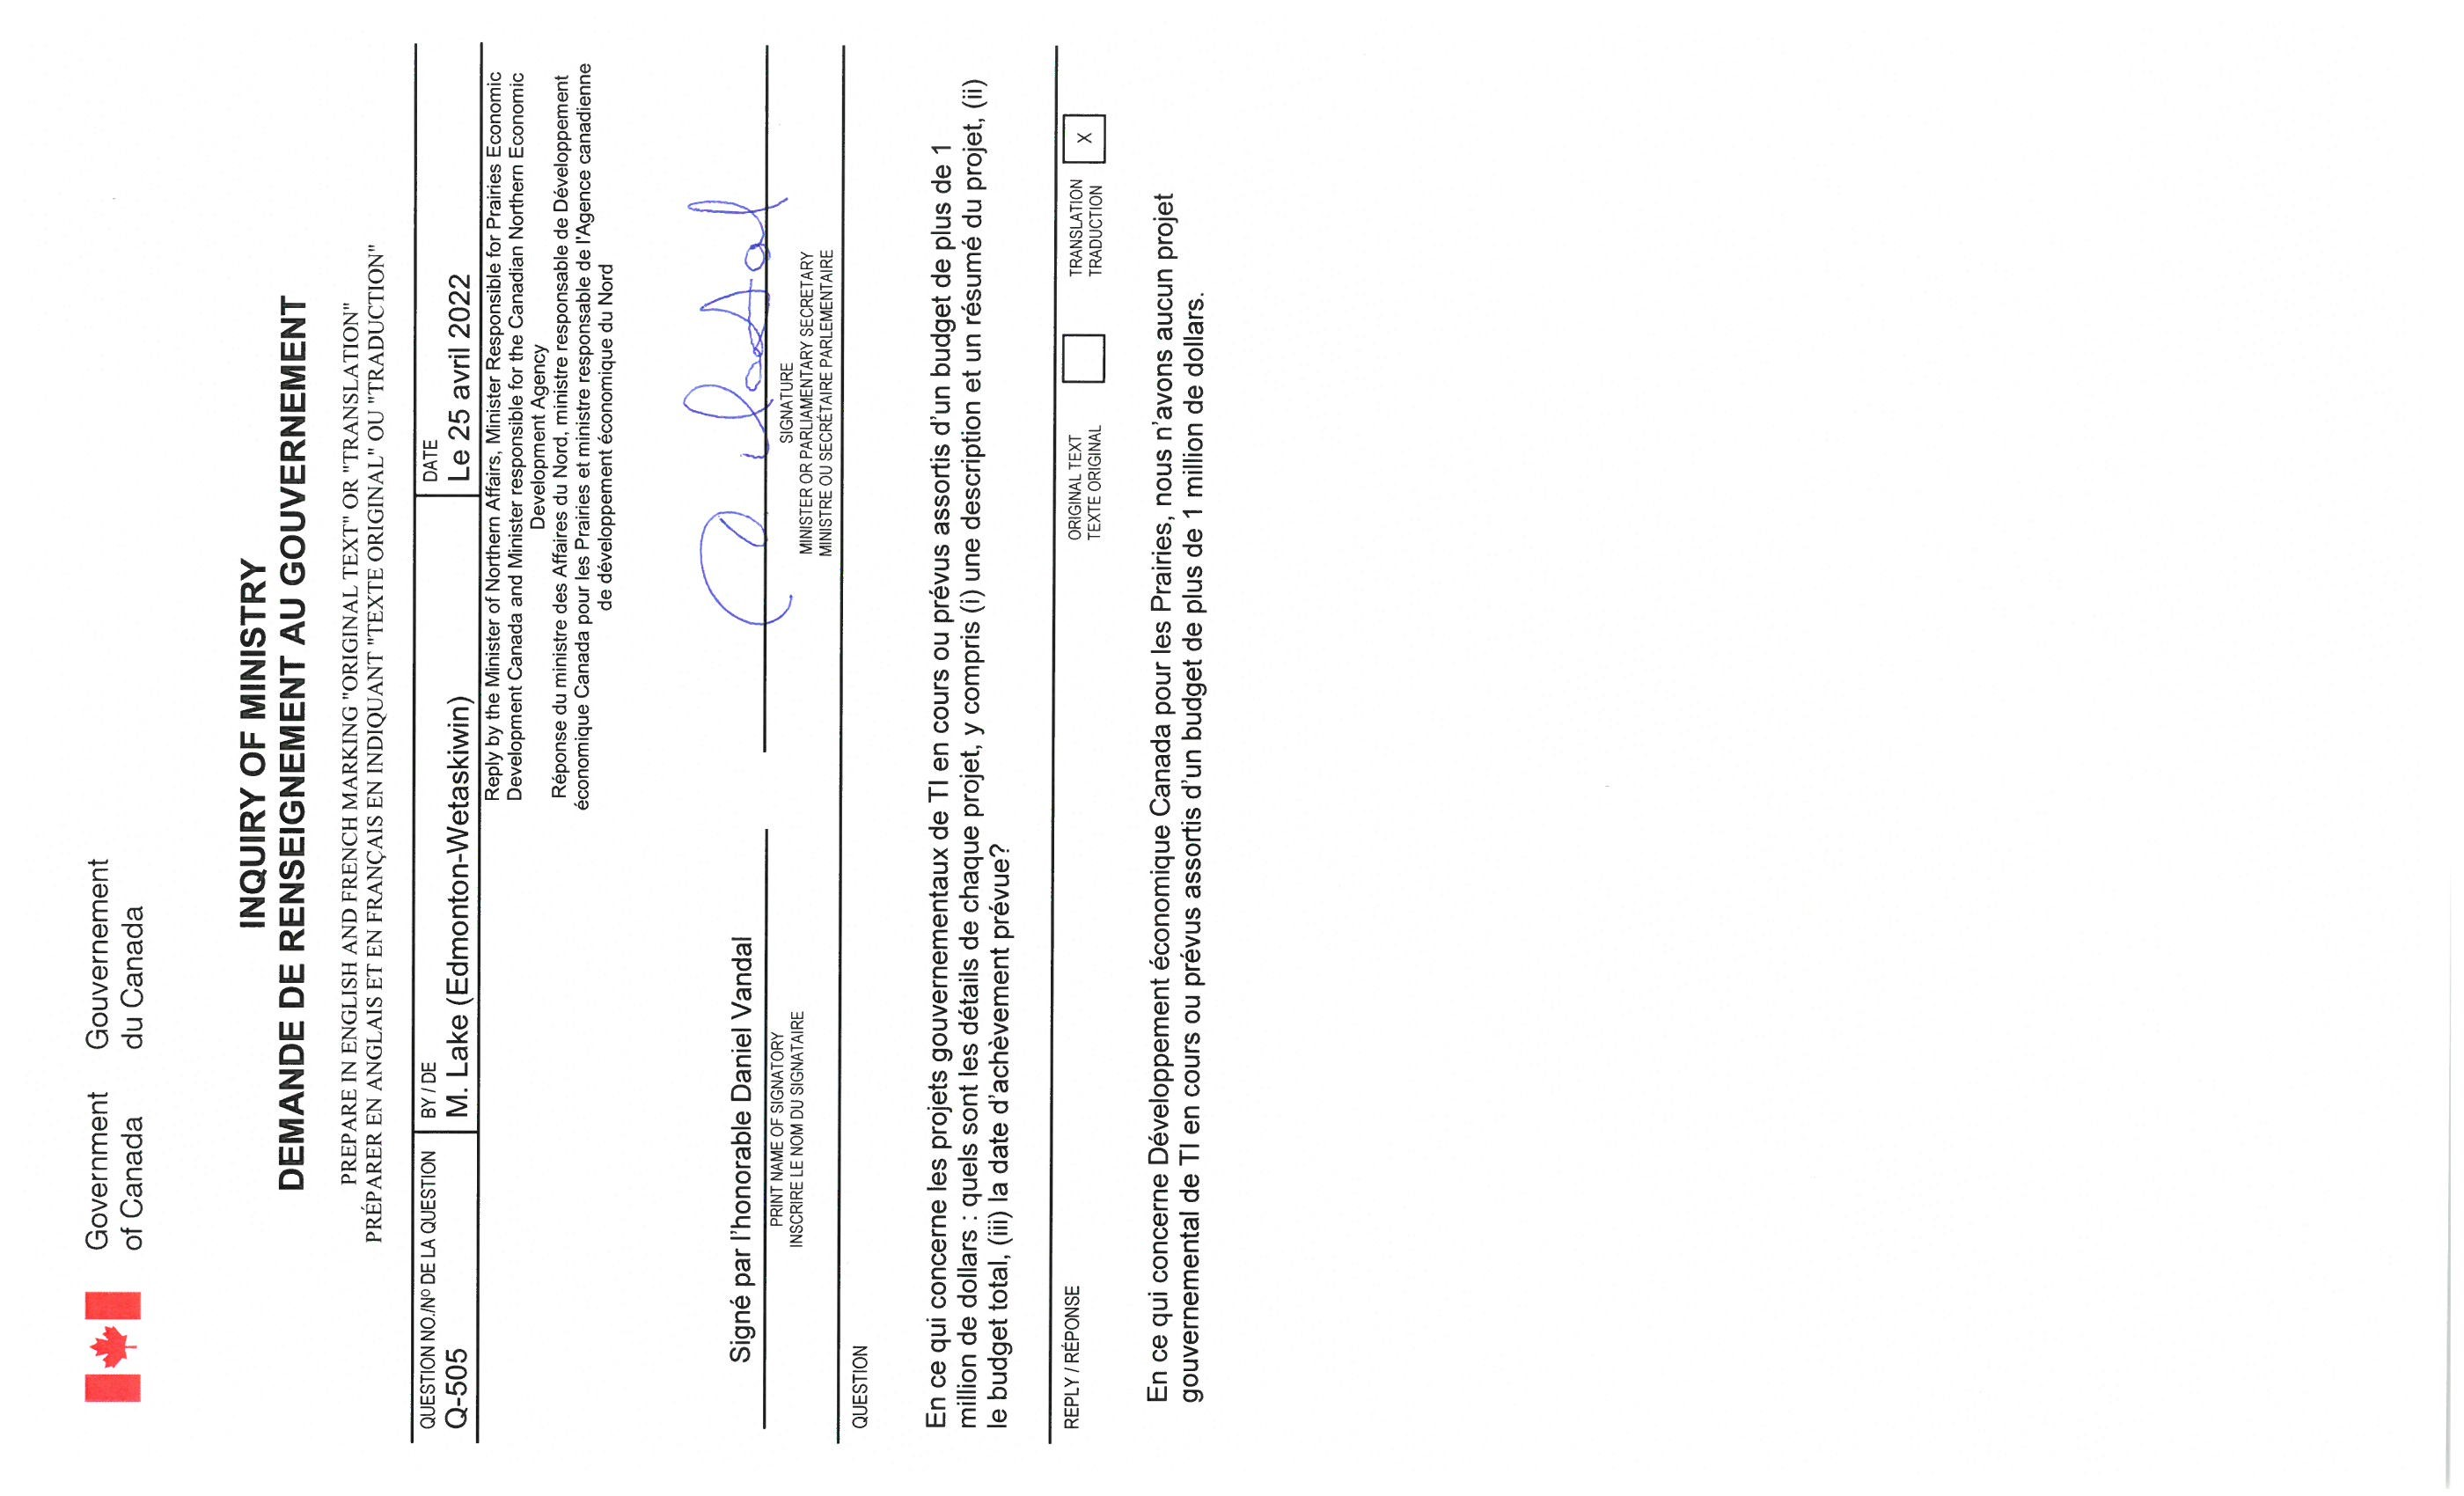 Government
of Canada
Gouvernement
du Canada
INQUIRY OF MINISTRY
DEMANDE DE RENSEIGNEMENT AU GOUVERNEMENT
PREPARE IN ENGLISH AND FRENCH MARKING "ORIGINAL TEXT" OR "TRANSLATION"
PRÉPARER EN ANGLAIS ET EN FRANÇAIS EN INDIQUANT "TEXTE ORIGINAL" OU "TRADUCTION"
QUESTION NO./Nº DE LA QUESTION
Q-505
BY / DE
M. Lake (Edmonton-Wetaskiwin)
DATE
Le 25 avril 2022
Reply by the Minister of Northern Affairs, Minister Responsible for Prairies Economic
Development Canada and Minister responsible for the Canadian Northern Economic
Development Agency
Réponse du ministre des Affaires du Nord, ministre responsable de Développement
économique Canada pour les Prairies et ministre responsable de l'Agence canadienne
de développement économique du Nord
Signé par l'honorable Daniel Vandal
PRINT NAME OF SIGNATORY
INSCRIRE LE NOM DU SIGNATAIRE
SIGNATURE
MINISTER OR PARLIAMENTARY SECRETARY
MINISTRE OU SECRÉTAIRE PARLEMENTAIRE
QUESTION
En ce qui concerne les projets gouvernementaux de TI en cours ou prévus assortis d'un budget de plus de 1
million de dollars : quels sont les détails de chaque projet, y compris (i) une description et un résumé du projet, (ii)
le budget total, (iii) la date d'achèvement prévue?
REPLY / RÉPONSE
ORIGINAL TEXT
TEXTE ORIGINAL
TRANSLATION
TRADUCTION
X
En ce qui concerne Développement économique Canada pour les Prairies, nous n'avons aucun projet
gouvernemental de TI en cours ou prévus assortis d'un budget de plus de 1 million de dollars.